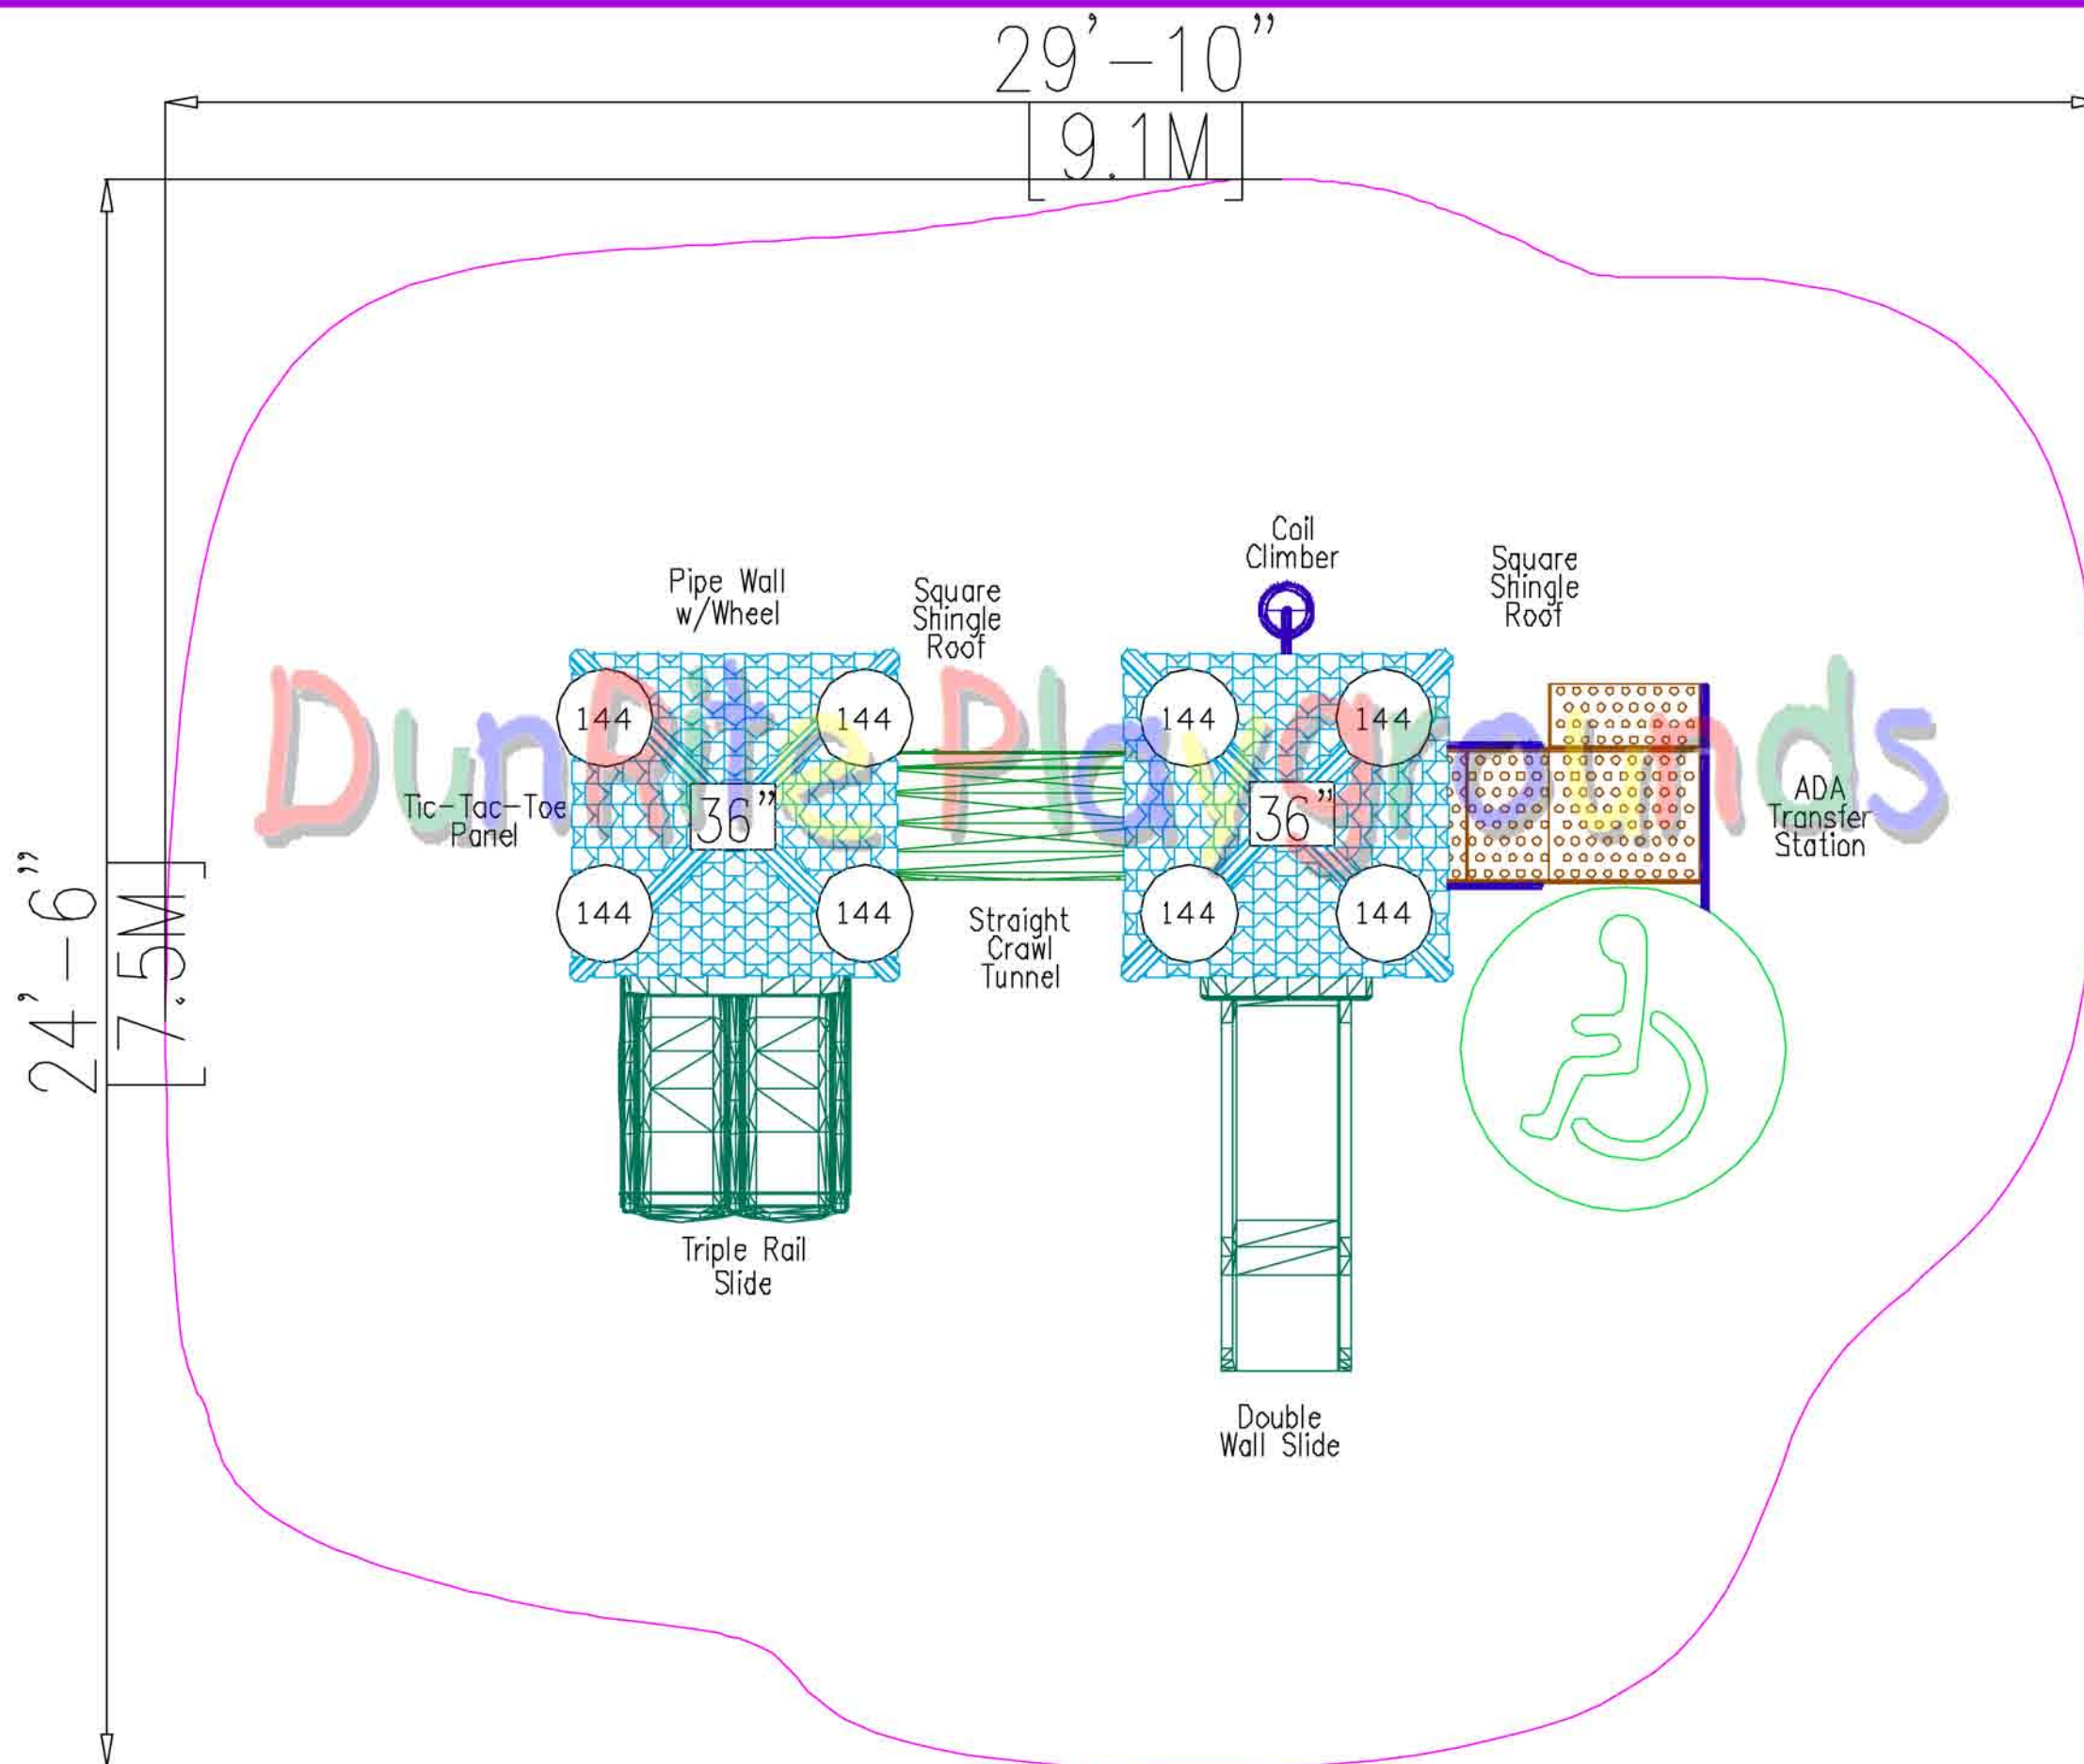 29’-10”
9.1M
Coil
Climber
Square
Shingle
Roof
Pipe Wall
w/Wheel
Square
Shingle
Roof
DunRite Playgrounds
144
144
144
144
36”
36”
Tic-Tac-Toe
Panel
ADA
Transfer
Station
144
144
144
144
24’-6”
7.5M
Straight
Crawl
Tunnel
Triple Rail
Slide
Double
Wall Slide